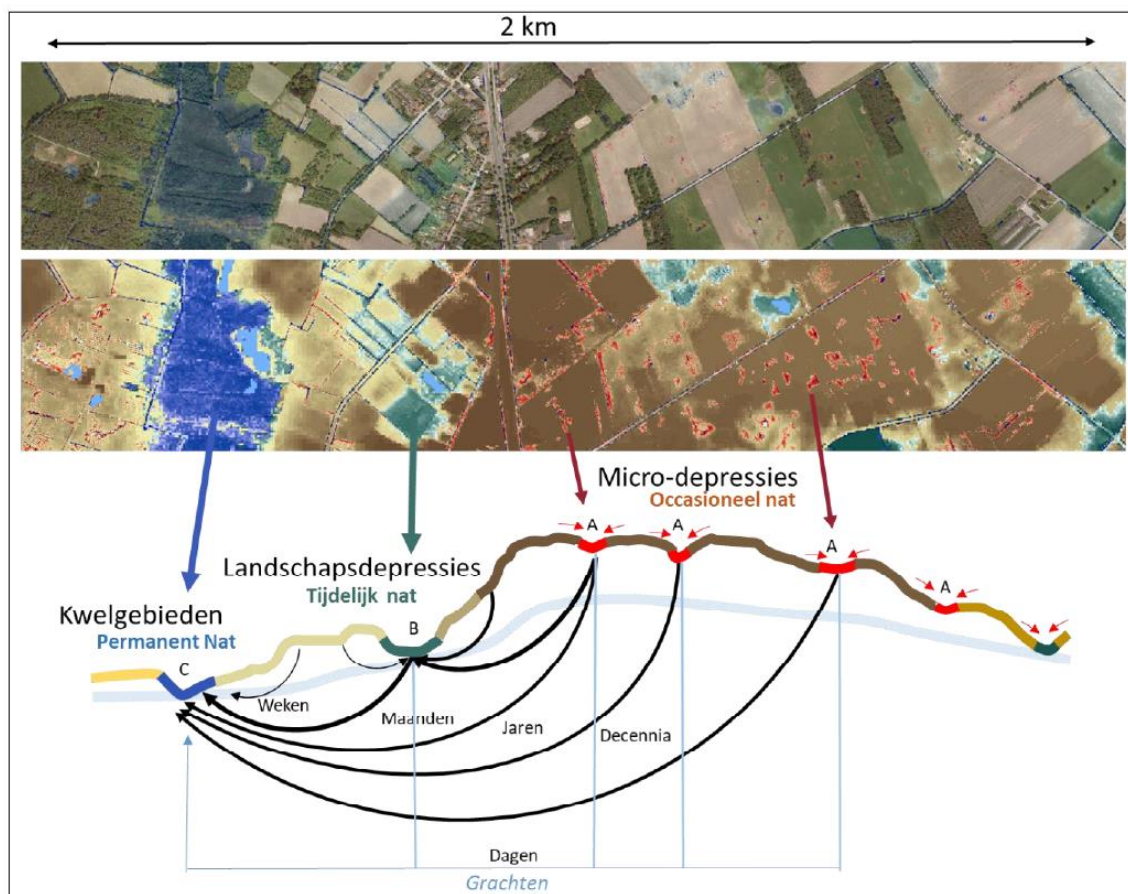 2 km
Micro-depressies
Occasioneel nat
A
A
A
A
Landschapsdepressies
Tijdelijk nat
B
Kwelgebieden
Permanent Nat
C
Weken
Maanden
Jaren
Decennia
Dagen
Grachten